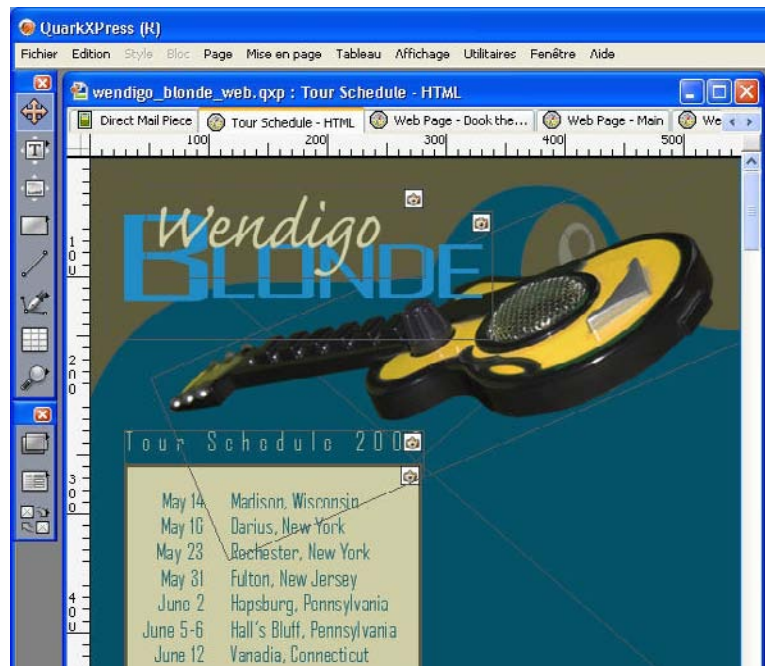 QuarkXPress (R)
Fichier Edition Style Bloc Page Mise en page Tableau Affichage Utilitaires Fenêtre Aide
wendigo_blonde_web.qxp : Tour Schedule - HTML
Direct Mail Piece Tour Schedule - HTML Web Page - Book the... Web Page - Main We
100 200 300 400 500
100
Wendigo
BLONDE
200
Tour Schedule 200
300
May 14 Madison, Wisconsin
May 16 Darius, New York
May 23 Rochester, New York
May 31 Fulton, New Jersey
400
June 2 Hapsburg, Pennsylvania
June 5-6 Hall's Bluff, Pennsylvania
June 12 Vanadia, Connecticut